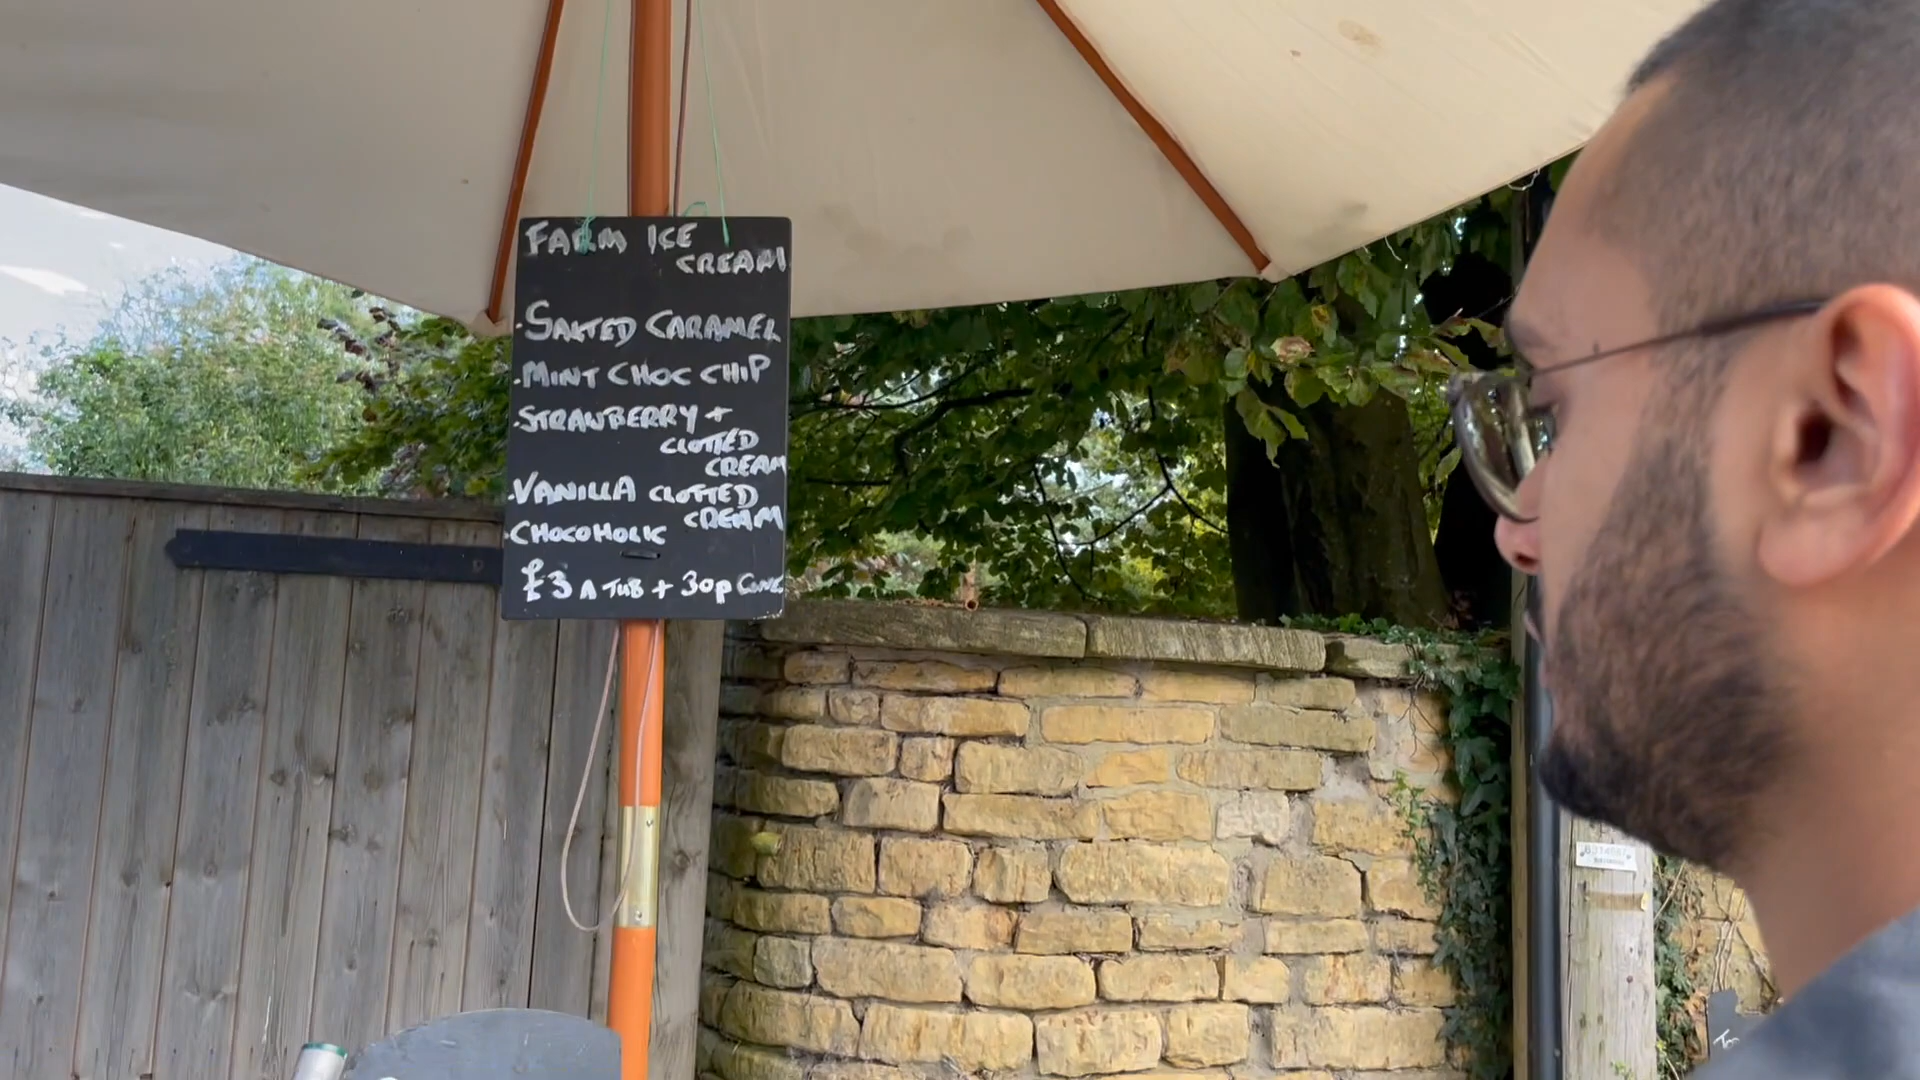 FARM ICE
CREAM
·SALTED CARAMEL
·MINT CHOC CHIP
·STRAWBERRY +
CLOTTED
CREAM
·VANILLA CLOTTED
CREAM
·CHOCOHOLIC
£3 A TUB + 30p CONE